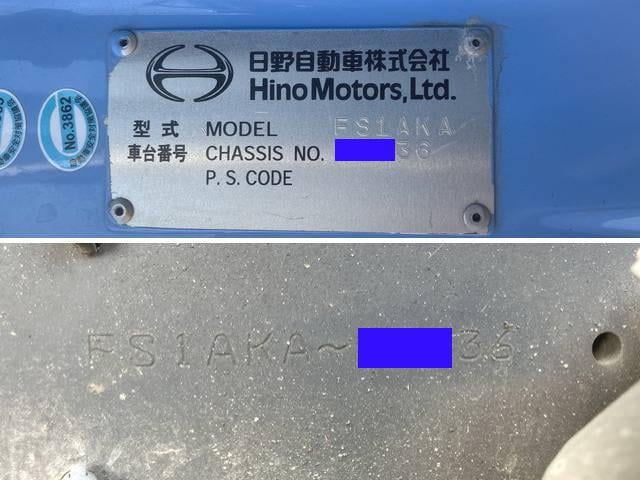 日野自動車株式会社
Hino Motors, Ltd.
型式 MODEL FS1AKA
車台番号 CHASSIS NO. 36
P.S.CODE
No.3862
FS1AKA~ 36